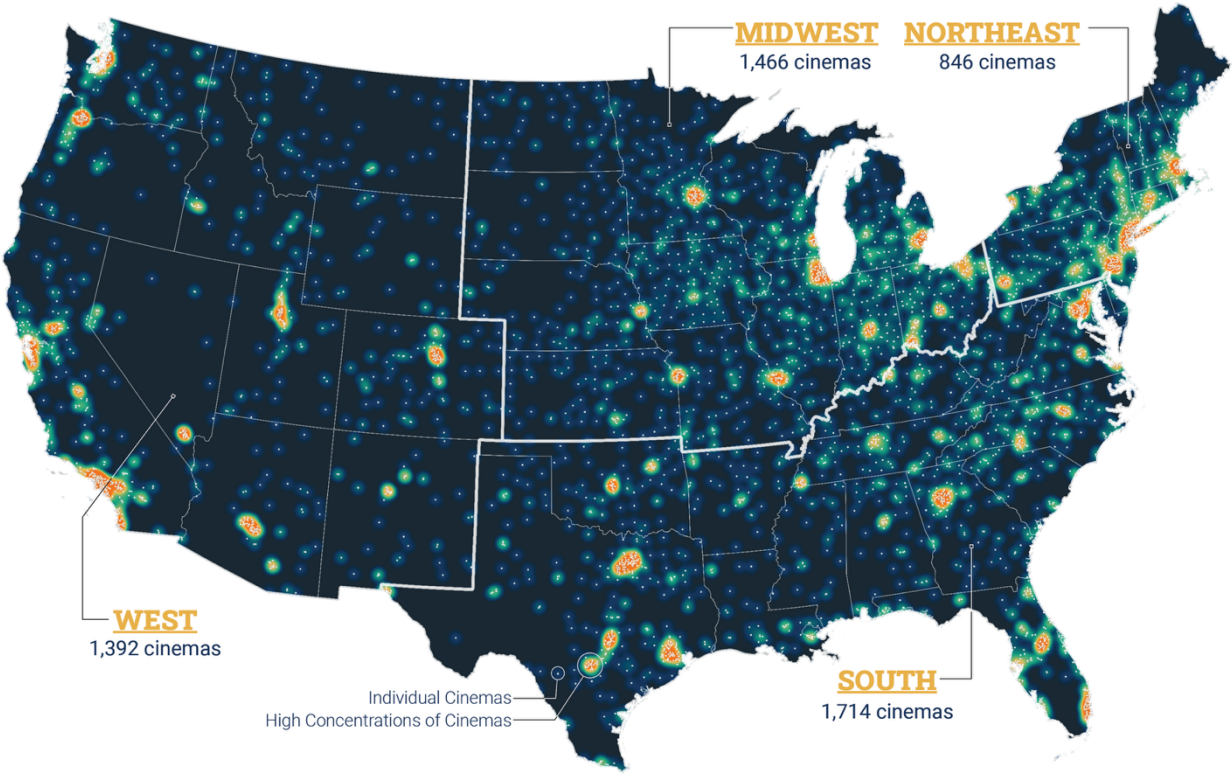 MIDWEST
1,466 cinemas
NORTHEAST
846 cinemas
WEST
1,392 cinemas
Individual Cinemas
High Concentrations of Cinemas
SOUTH
1,714 cinemas